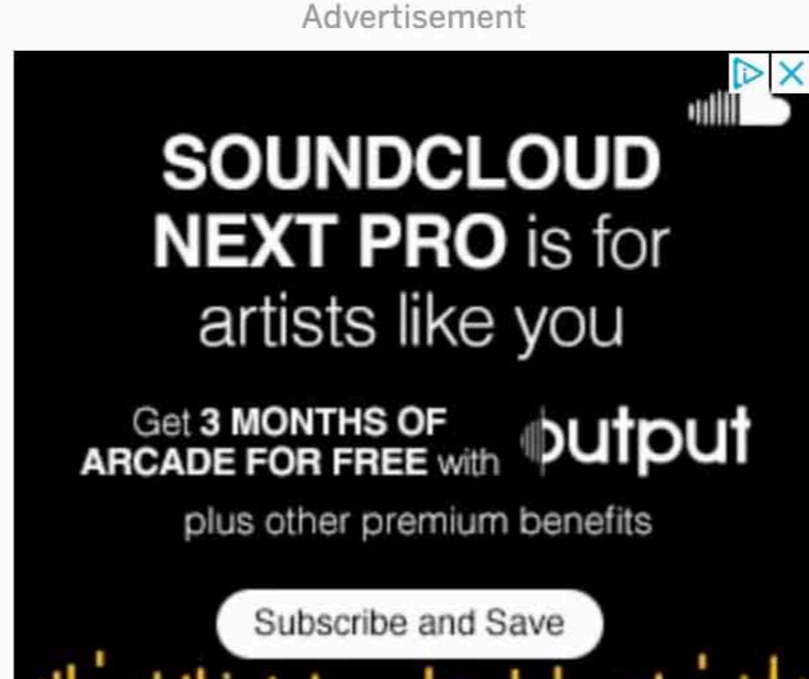 Advertisement
SOUNDCLOUD
NEXT PRO is for
artists like you
Get 3 MONTHS OF
ARCADE FOR FREE with
output
plus other premium benefits
Subscribe and Save